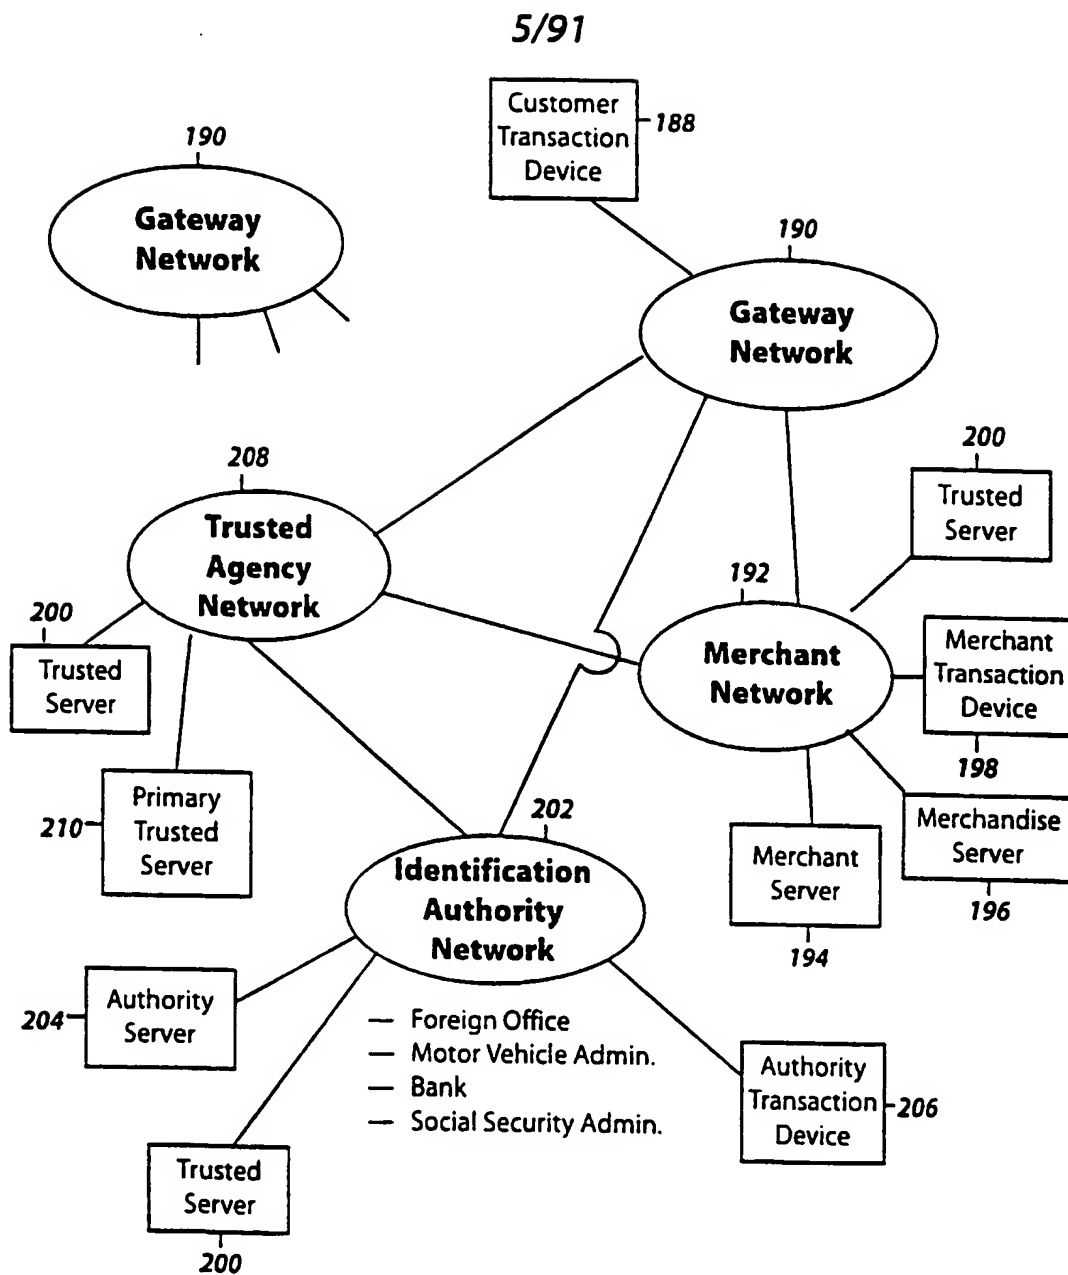 5/91
Customer
Transaction
Device
188
190
Gateway
Network
190
Gateway
Network
208
Trusted
Agency
Network
200
Trusted
Server
192
Merchant
Network
200
Trusted
Server
Merchant
Transaction
Device
198
210
Primary
Trusted
Server
202
Identification
Authority
Network
Merchant
Server
194
Merchandise
Server
196
204
Authority
Server
— Foreign Office
— Motor Vehicle Admin.
— Bank
— Social Security Admin.
Authority
Transaction
Device
206
Trusted
Server
200